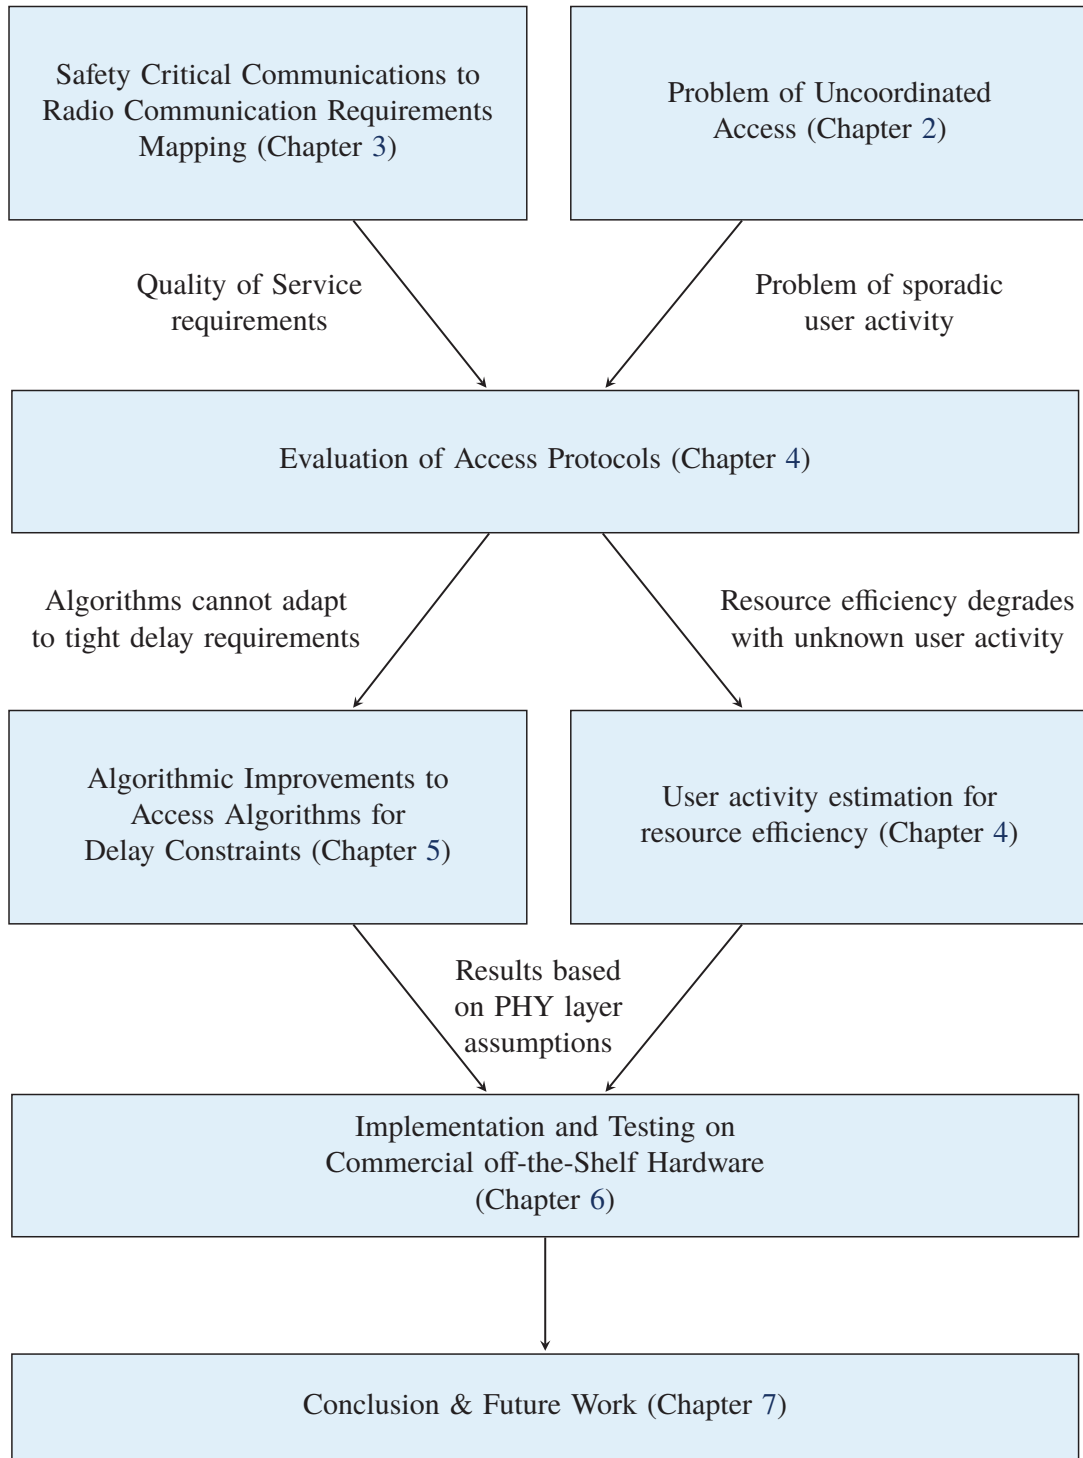 Safety Critical Communications to
Radio Communication Requirements
Mapping (Chapter 3)
Problem of Uncoordinated
Access (Chapter 2)
Quality of Service
requirements
Problem of sporadic
user activity
Evaluation of Access Protocols (Chapter 4)
Algorithms cannot adapt
to tight delay requirements
Resource efficiency degrades
with unknown user activity
Algorithmic Improvements to
Access Algorithms for
Delay Constraints (Chapter 5)
User activity estimation for
resource efficiency (Chapter 4)
Results based
on PHY layer
assumptions
Implementation and Testing on
Commercial off-the-Shelf Hardware
(Chapter 6)
Conclusion & Future Work (Chapter 7)